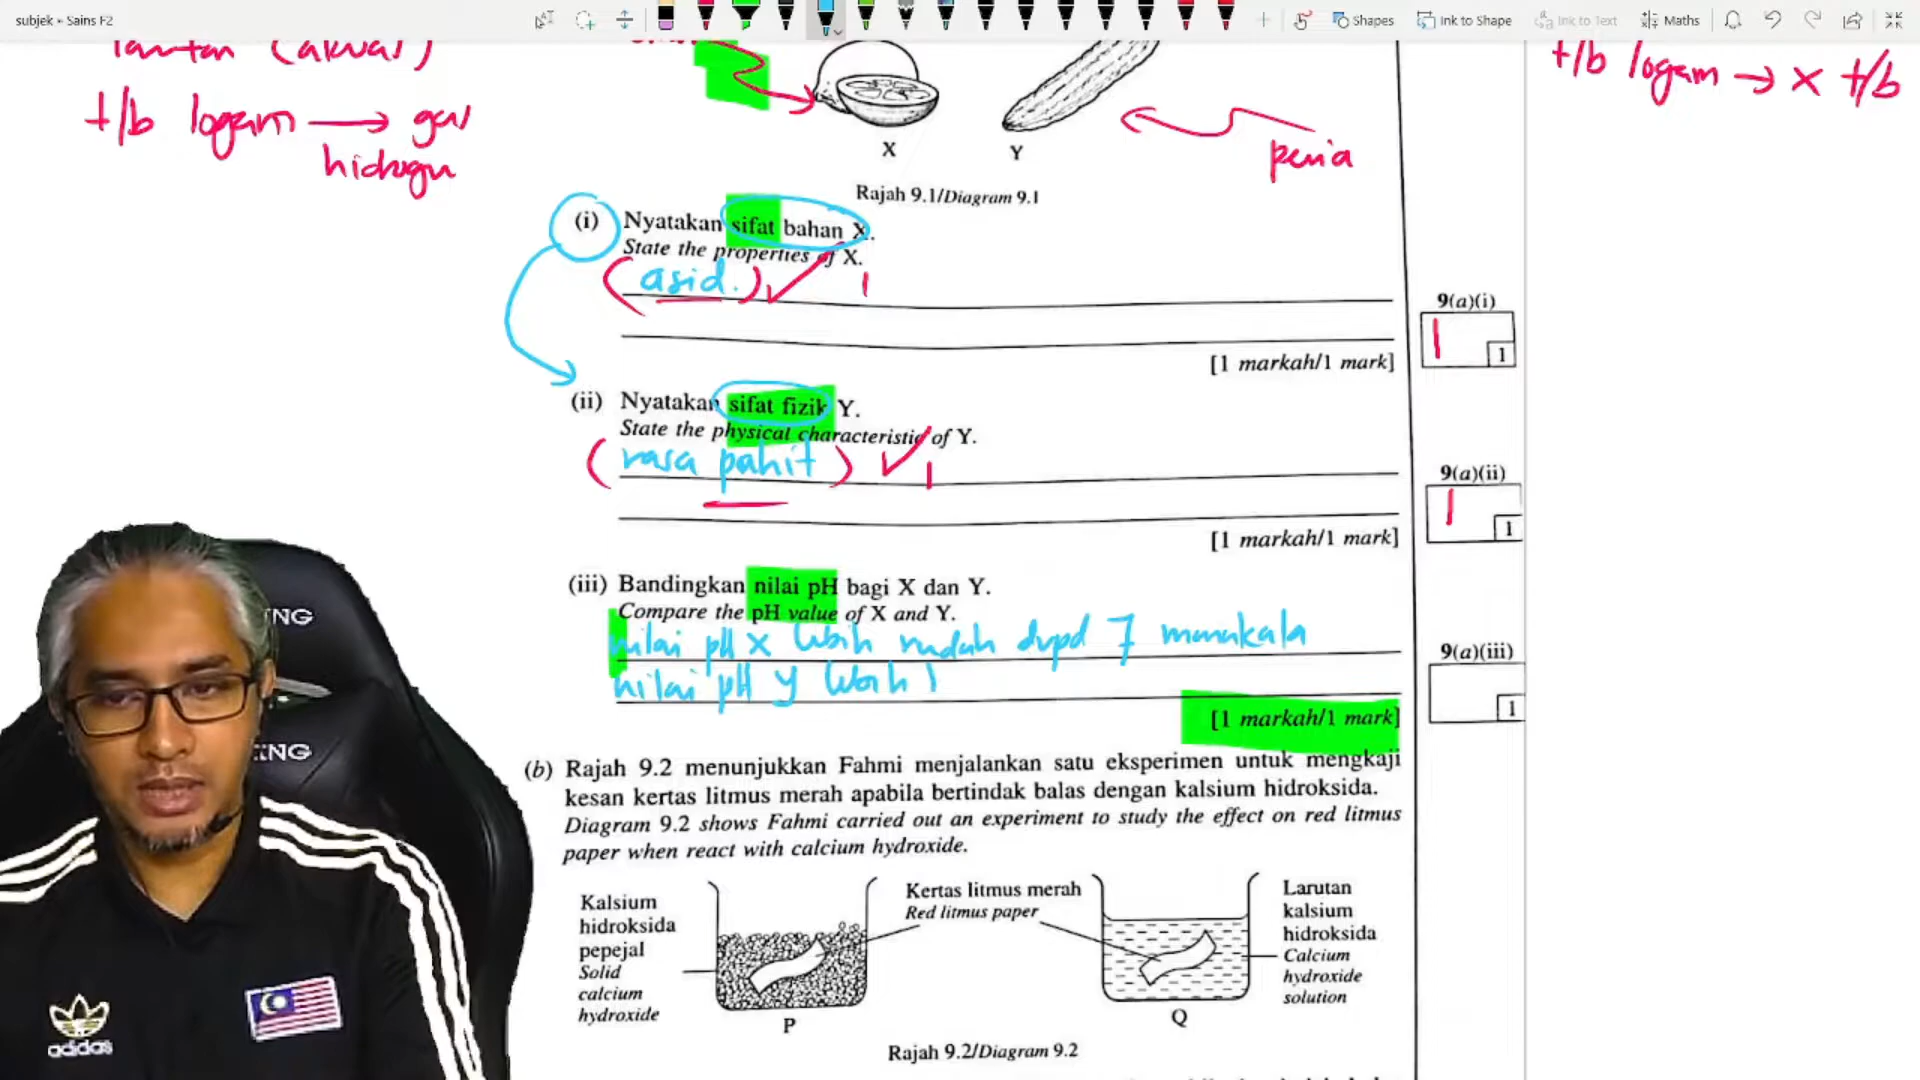 subjek - Sains F2
Shapes
Ink to Shape
Ink to Text
Maths
larutan (akuas)
t/b logam → gas
hidrogen
t/b logam → X t/b
X
Y
peria
Rajah 9.1/Diagram 9.1
(i) Nyatakan sifat bahan X.
State the properties of X.
(asid.) ✓ 1
9(a)(i)
1
1
[1 markah/1 mark]
(ii) Nyatakan sifat fizik Y.
State the physical characteristic of Y.
(rasa pahit) ✓ 1
9(a)(ii)
1
1
[1 markah/1 mark]
(iii) Bandingkan nilai pH bagi X dan Y.
Compare the pH value of X and Y.
nilai pH X lebih rendah drpd 7 manakala
nilai pH Y lebih
9(a)(iii)
1
[1 markah/1 mark]
(b) Rajah 9.2 menunjukkan Fahmi menjalankan satu eksperimen untuk mengkaji
kesan kertas litmus merah apabila bertindak balas dengan kalsium hidroksida.
Diagram 9.2 shows Fahmi carried out an experiment to study the effect on red litmus
paper when react with calcium hydroxide.
Kalsium
hidroksida
pepejal
Solid
calcium
hydroxide
Kertas litmus merah
Red litmus paper
Larutan
kalsium
hidroksida
Calcium
hydroxide
solution
P
Q
Rajah 9.2/Diagram 9.2
ING
KING
adidas